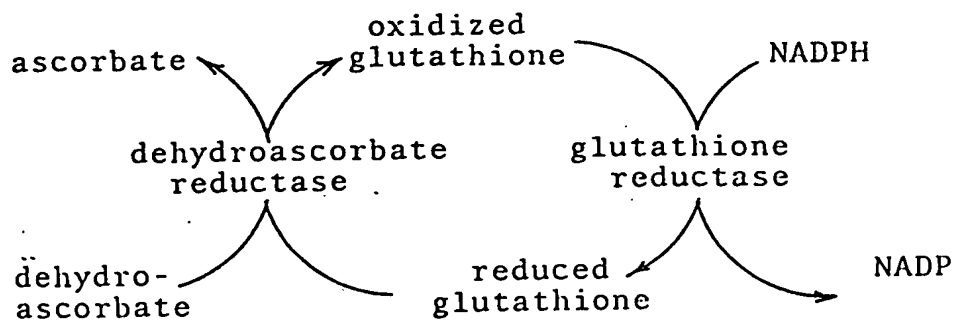 oxidized
glutathione
ascorbate
NADPH
dehydroascorbate
reductase
glutathione
reductase
dehydro-
ascorbate
reduced
glutathione
NADP